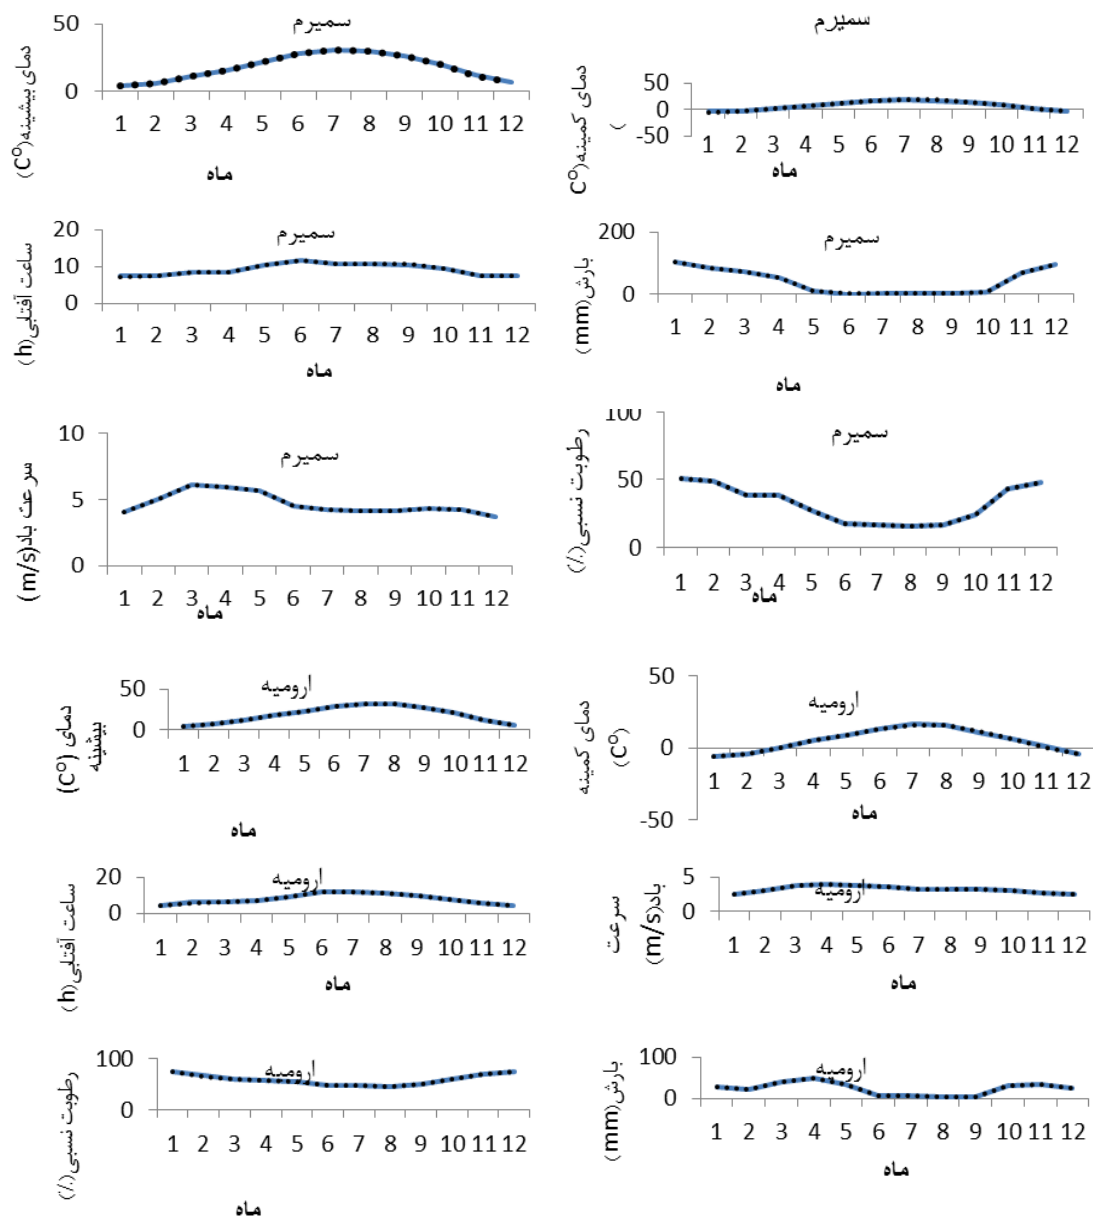 سمیرم
دمای بیشینه(C⁰)
50
0
1 2 3 4 5 6 7 8 9 10 11 12
ماه
سمیرم
دمای کمینه(C⁰
)
50
0
-50
1 2 3 4 5 6 7 8 9 10 11 12
ماه
سمیرم
ساعت آفتابی(h)
20
10
0
1 2 3 4 5 6 7 8 9 10 11 12
ماه
سمیرم
بارش(mm)
200
0
1 2 3 4 5 6 7 8 9 10 11 12
ماه
سمیرم
سرعت باد(m/s)
10
5
0
1 2 3 4 5 6 7 8 9 10 11 12
ماه
سمیرم
رطوبت نسبی(٪)
100
50
0
1 2 3 4 5 6 7 8 9 10 11 12
ماه
ارومیه
دمای (C⁰)
بیشینه
50
0
1 2 3 4 5 6 7 8 9 10 11 12
ماه
ارومیه
دمای کمینه
(C⁰)
50
0
-50
1 2 3 4 5 6 7 8 9 10 11 12
ماه
ارومیه
ساعت آفتابی(h)
20
0
1 2 3 4 5 6 7 8 9 10 11 12
ماه
ارومیه
سرعت
باد(m/s)
5
0
1 2 3 4 5 6 7 8 9 10 11 12
ماه
ارومیه
رطوبت نسبی(٪)
100
0
1 2 3 4 5 6 7 8 9 10 11 12
ماه
ارومیه
بارش(mm)
100
0
1 2 3 4 5 6 7 8 9 10 11 12
ماه